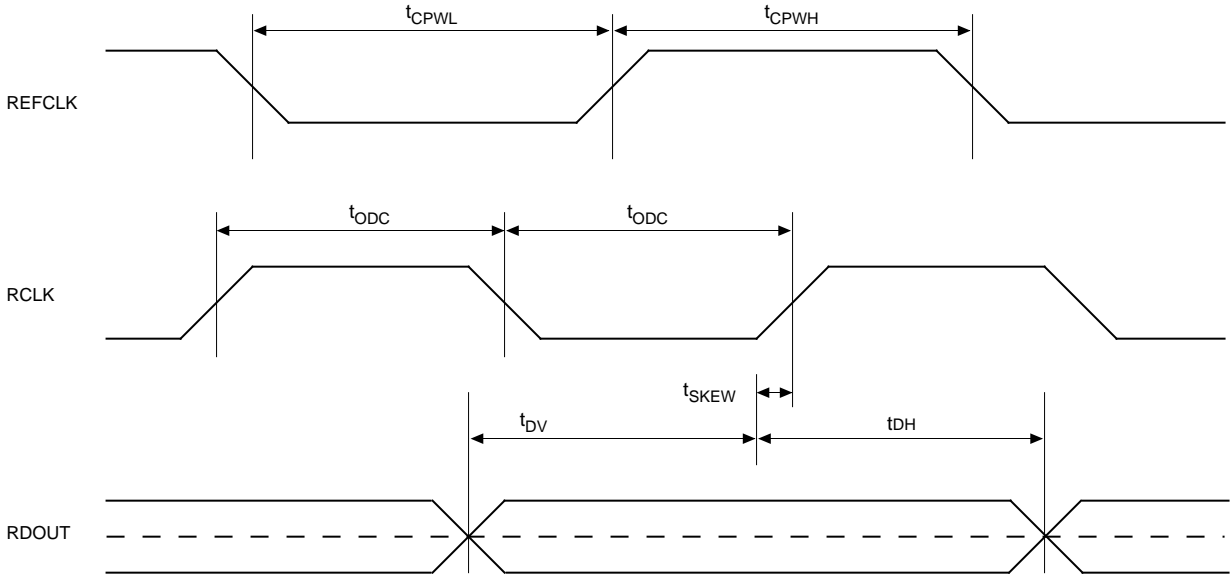 tCPWL tCPWH
REFCLK
tODC tODC
RCLK
tSKEW
tDV tDH
RDOUT